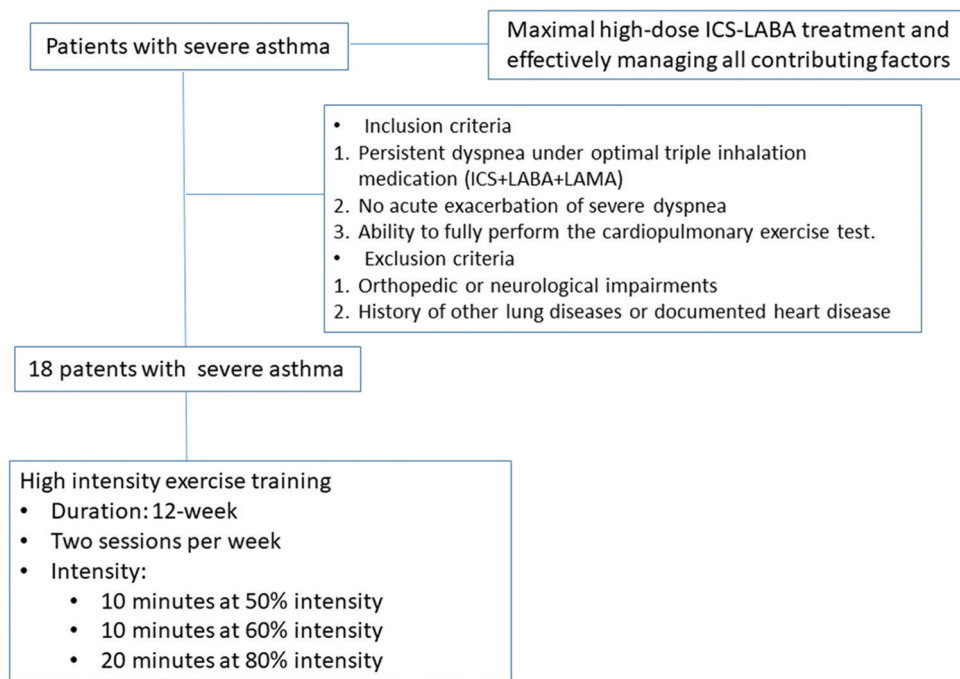 Patients with severe asthma
Maximal high-dose ICS-LABA treatment and
effectively managing all contributing factors
• Inclusion criteria
1. Persistent dyspnea under optimal triple inhalation
medication (ICS+LABA+LAMA)
2. No acute exacerbation of severe dyspnea
3. Ability to fully perform the cardiopulmonary exercise test.
• Exclusion criteria
1. Orthopedic or neurological impairments
2. History of other lung diseases or documented heart disease
18 patents with severe asthma
High intensity exercise training
• Duration: 12-week
• Two sessions per week
• Intensity:
• 10 minutes at 50% intensity
• 10 minutes at 60% intensity
• 20 minutes at 80% intensity